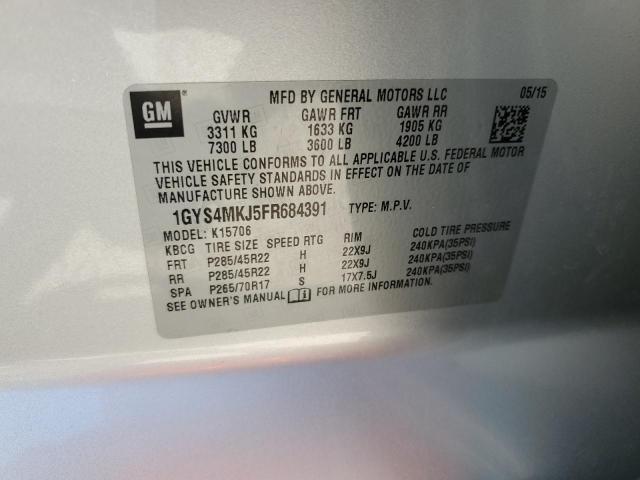 GM
MFD BY GENERAL MOTORS LLC 05/15
GVWR GAWR FRT GAWR RR
3311 KG 1633 KG 1905 KG
7300 LB 3600 LB 4200 LB
THIS VEHICLE CONFORMS TO ALL APPLICABLE U.S. FEDERAL MOTOR
VEHICLE SAFETY STANDARDS IN EFFECT ON THE DATE OF
MANUFACTURE SHOWN ABOVE.
1GYS4MKJ5FR684391 TYPE: M.P.V.
MODEL: K15706
KBCG TIRE SIZE SPEED RTG RIM COLD TIRE PRESSURE
FRT P285/45R22 H 22X9J 240KPA(35PSI)
RR P285/45R22 H 22X9J 240KPA(35PSI)
SPA P265/70R17 S 17X7.5J 240KPA(35PSI)
SEE OWNER'S MANUAL FOR MORE INFORMATION.